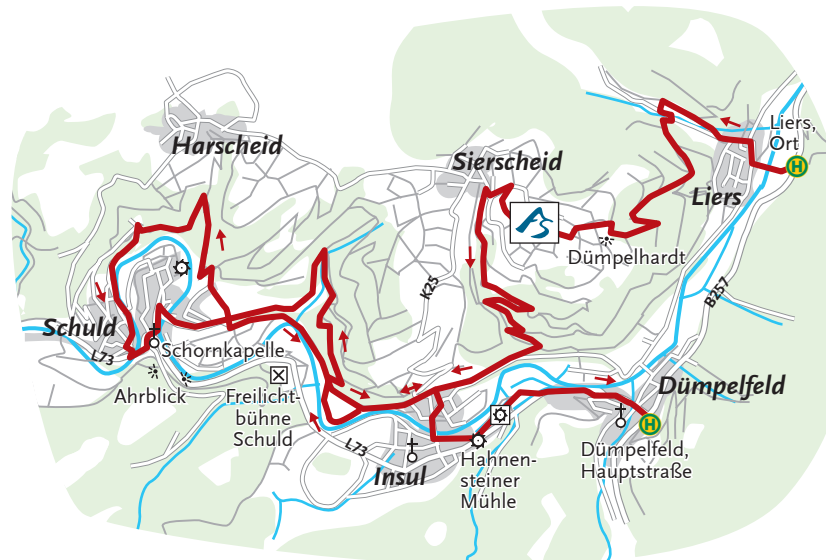 Harscheid
Sierscheid
Liers,
Ort
H
Liers
Dümpelhardt
K25
B257
Schuld
L73
Schornkapelle
Ahrblick
Freilicht-
bühne
Schuld
L73
Insul
Hahnen-
steiner
Mühle
Dümpelfeld
H
Dümpelfeld,
Hauptstraße